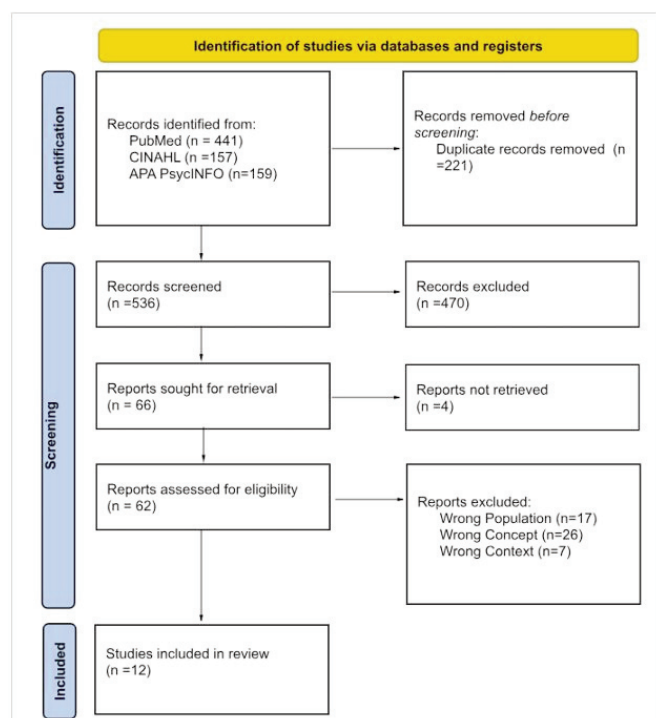 Identification of studies via databases and registers
Identification
Records identified from:
PubMed (n = 441)
CINAHL (n =157)
APA PsycINFO (n=159)
Records removed before
screening:
Duplicate records removed (n
=221)
Screening
Records screened
(n =536)
Records excluded
(n =470)
Reports sought for retrieval
(n = 66)
Reports not retrieved
(n =4)
Reports assessed for eligibility
(n = 62)
Reports excluded:
Wrong Population (n=17)
Wrong Concept (n=26)
Wrong Context (n=7)
Included
Studies included in review
(n =12)